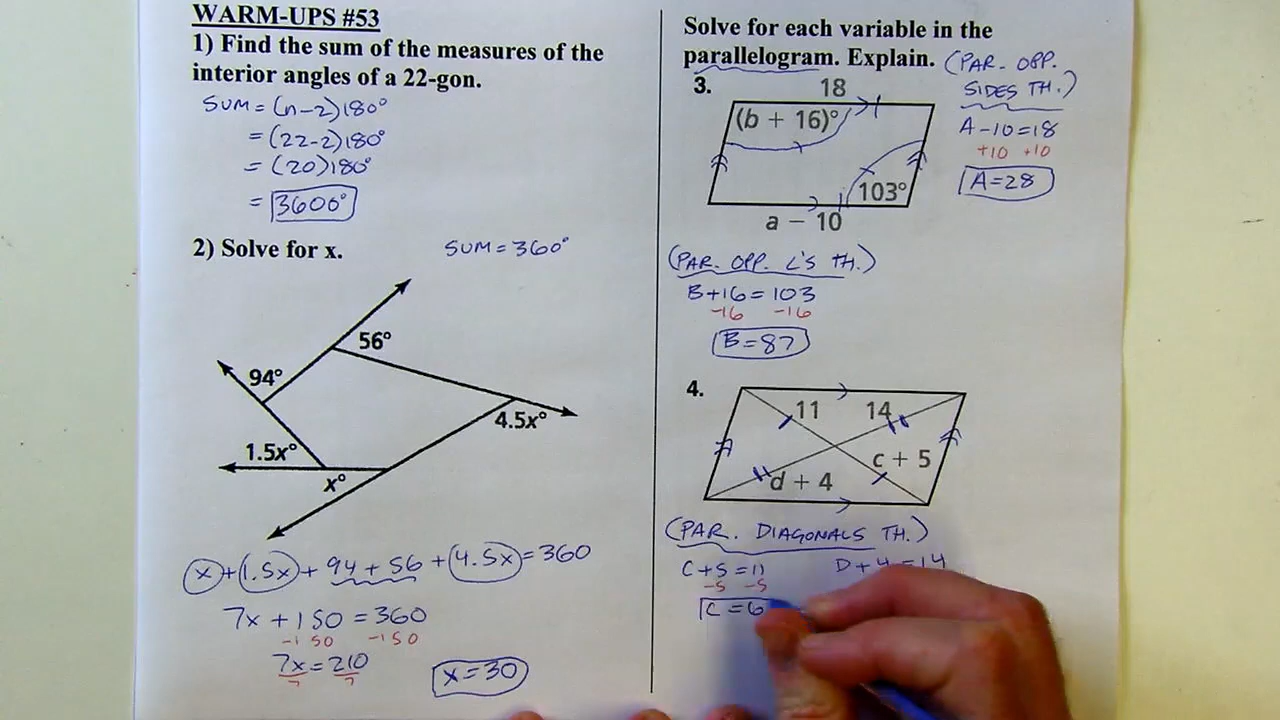 WARM-UPS #53
1) Find the sum of the measures of the
interior angles of a 22-gon.
SUM = (n-2)180°
= (22-2)180°
= (20)180°
= 3600°
2) Solve for x.
SUM = 360°
56°
94°
4.5x°
1.5x°
x°
x + 1.5x + 94 + 56 + 4.5x = 360
7x + 150 = 360
-150 -150
7x = 210
7 7
x = 30
Solve for each variable in the
parallelogram. Explain.
(PAR. OPP.
SIDES TH.)
3.
18
(b + 16)°
103°
a − 10
A-10=18
+10 +10
A=28
(PAR. OPP. ∠'S TH.)
B+16=103
-16 -16
B=87
4.
11
14
c + 5
d + 4
(PAR. DIAGONALS TH.)
C+5=11
-5 -5
C=6
D+4=14